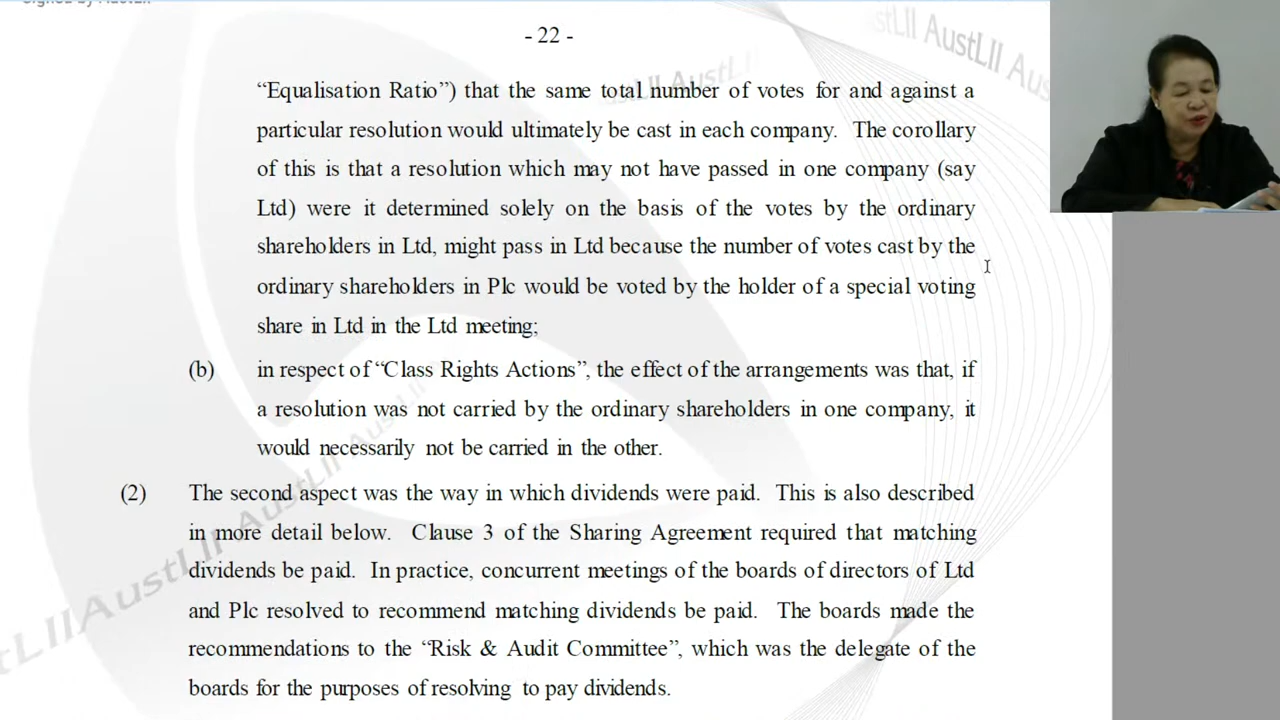 Signed by AustLII
- 22 -
“Equalisation Ratio”) that the same total number of votes for and against a
particular resolution would ultimately be cast in each company. The corollary
of this is that a resolution which may not have passed in one company (say
Ltd) were it determined solely on the basis of the votes by the ordinary
shareholders in Ltd, might pass in Ltd because the number of votes cast by the
ordinary shareholders in Plc would be voted by the holder of a special voting
share in Ltd in the Ltd meeting;
(b) in respect of “Class Rights Actions”, the effect of the arrangements was that, if
a resolution was not carried by the ordinary shareholders in one company, it
would necessarily not be carried in the other.
(2) The second aspect was the way in which dividends were paid. This is also described
in more detail below. Clause 3 of the Sharing Agreement required that matching
dividends be paid. In practice, concurrent meetings of the boards of directors of Ltd
and Plc resolved to recommend matching dividends be paid. The boards made the
recommendations to the “Risk & Audit Committee”, which was the delegate of the
boards for the purposes of resolving to pay dividends.
AustLII AustLII
AustLII AustLII AustLII